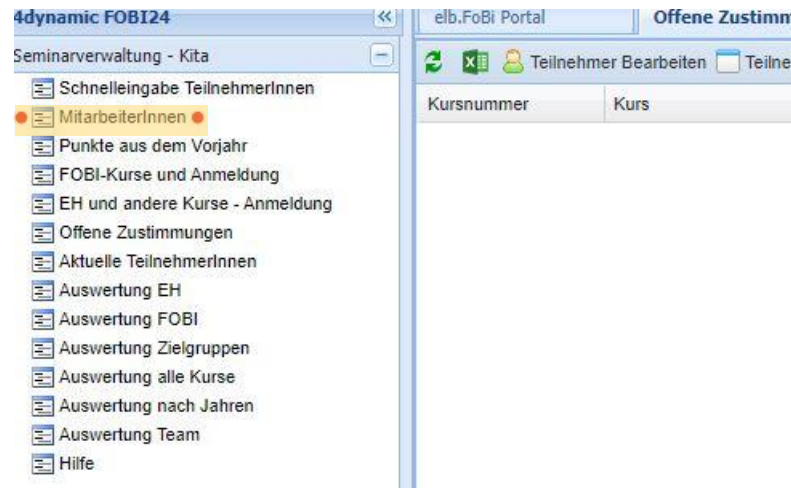 4dynamic FOBI24
Seminarverwaltung - Kita
Schnelleingabe TeilnehmerInnen
MitarbeiterInnen
Punkte aus dem Vorjahr
FOBI-Kurse und Anmeldung
EH und andere Kurse - Anmeldung
Offene Zustimmungen
Aktuelle TeilnehmerInnen
Auswertung EH
Auswertung FOBI
Auswertung Zielgruppen
Auswertung alle Kurse
Auswertung nach Jahren
Auswertung Team
Hilfe
elb.FoBi Portal Offene Zustimm
Teilnehmer Bearbeiten Teilne
Kursnummer Kurs